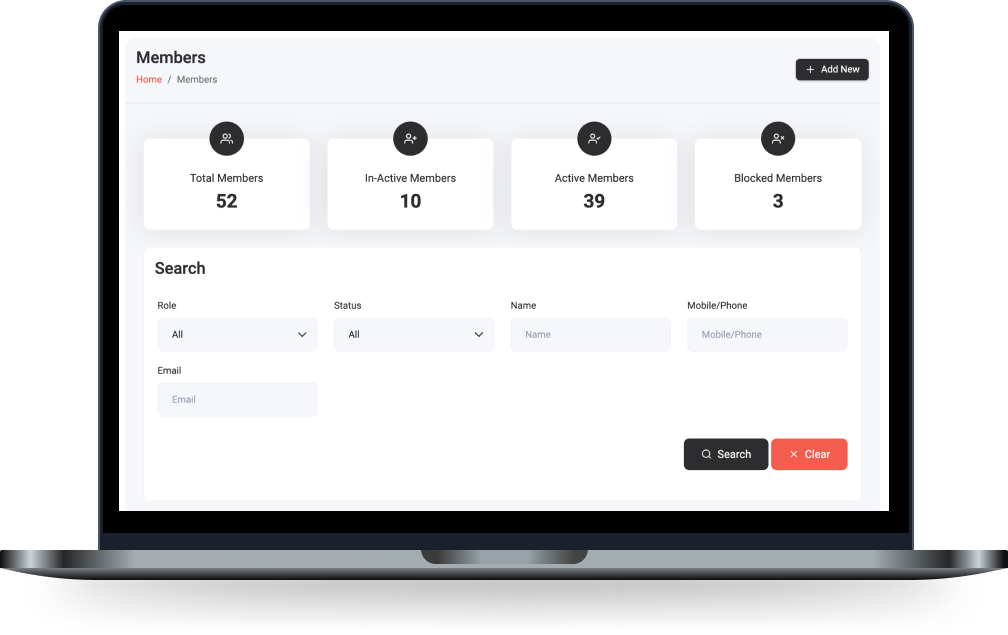 Members
Home / Members
+ Add New
Total Members
52
In-Active Members
10
Active Members
39
Blocked Members
3
Search
Role
Status
Name
Mobile/Phone
All
All
Name
Mobile/Phone
Email
Email
Search
Clear